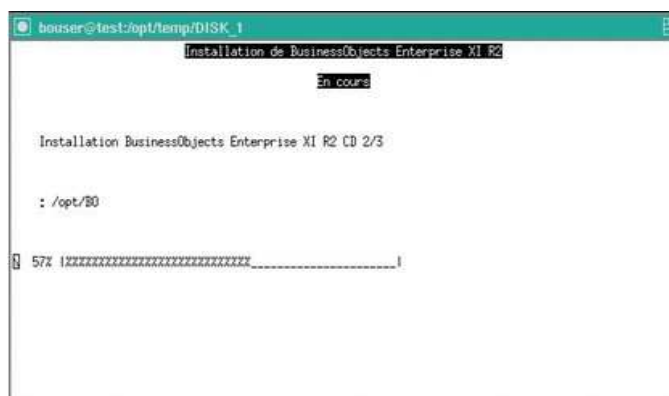 bouser@test:/opt/temp/DISK_1
Installation de BusinessObjects Enterprise XI R2
En cours
Installation BusinessObjects Enterprise XI R2 CD 2/3
: /opt/BO
57% |%%%%%%%%%%%%%%%%%%%%%%%%%%%%______________________|